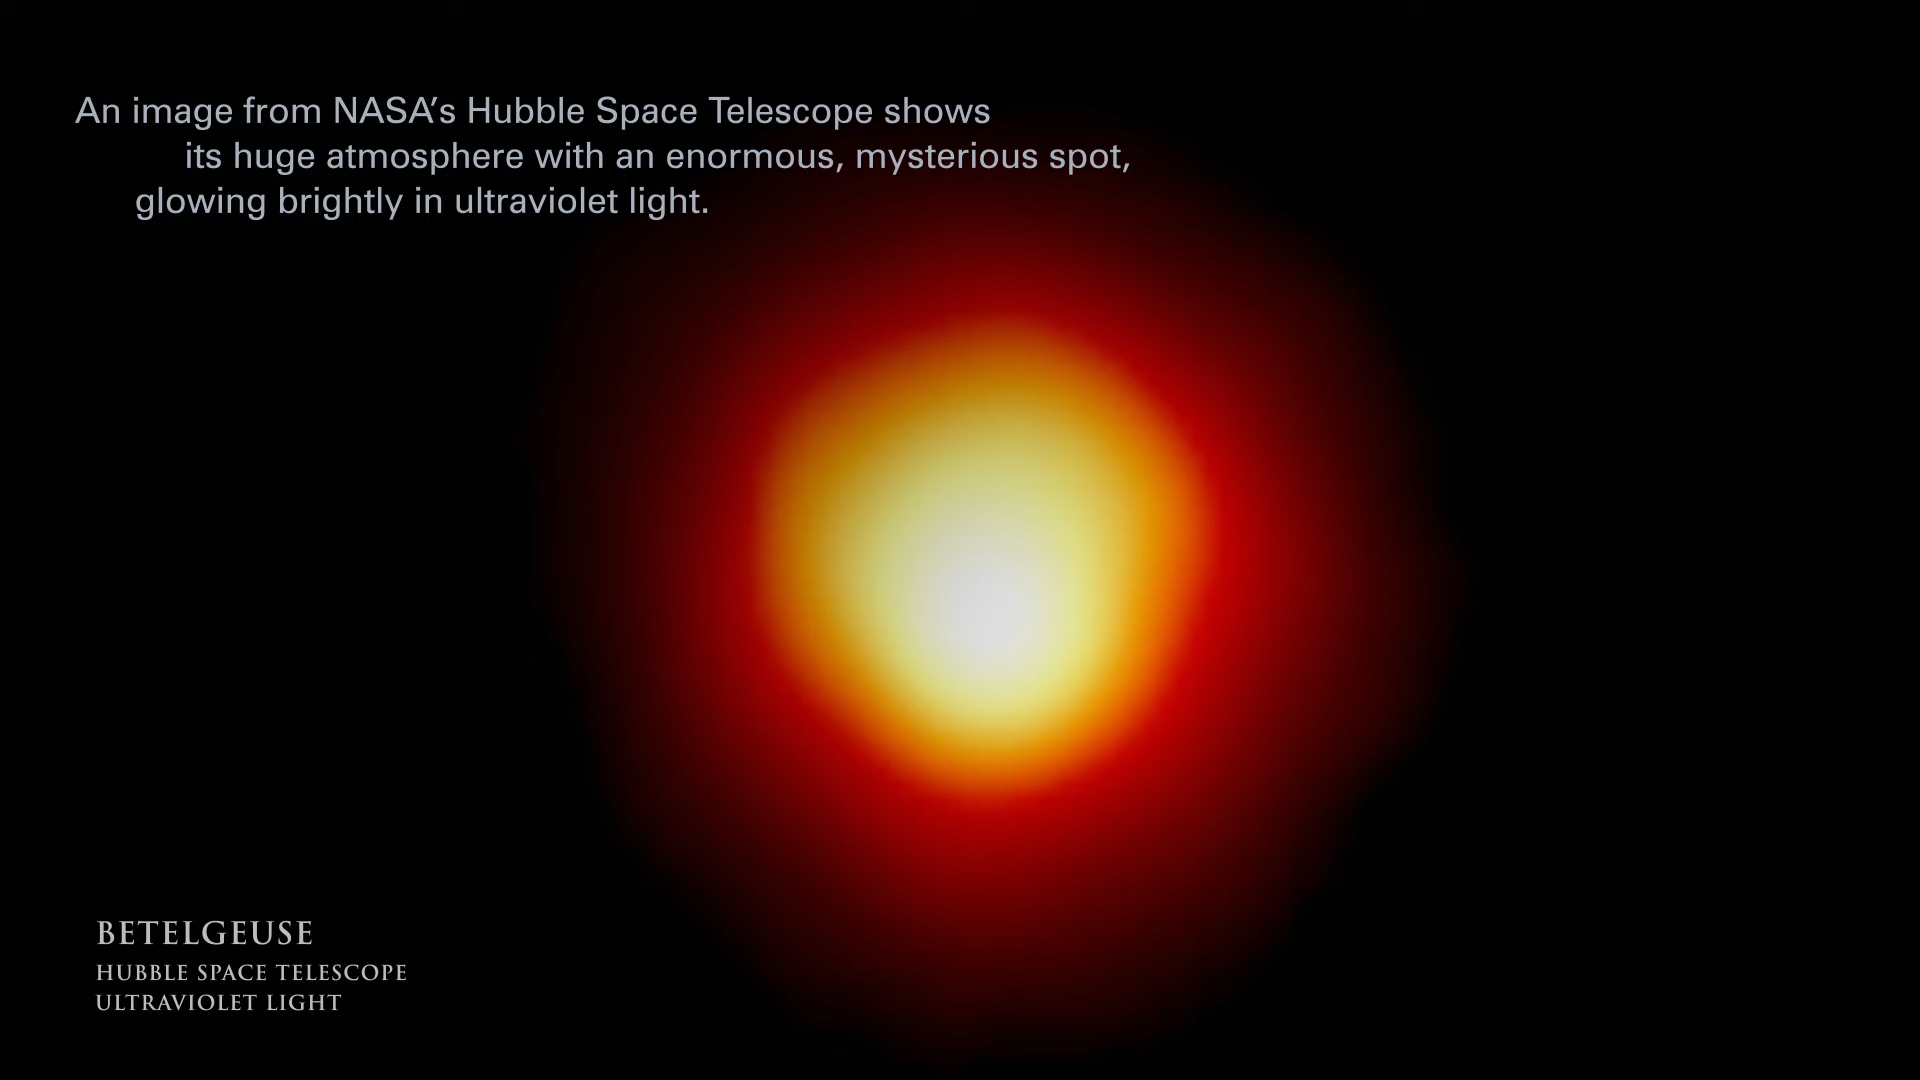 An image from NASA’s Hubble Space Telescope shows
its huge atmosphere with an enormous, mysterious spot,
glowing brightly in ultraviolet light.
BETELGEUSE
HUBBLE SPACE TELESCOPE
ULTRAVIOLET LIGHT